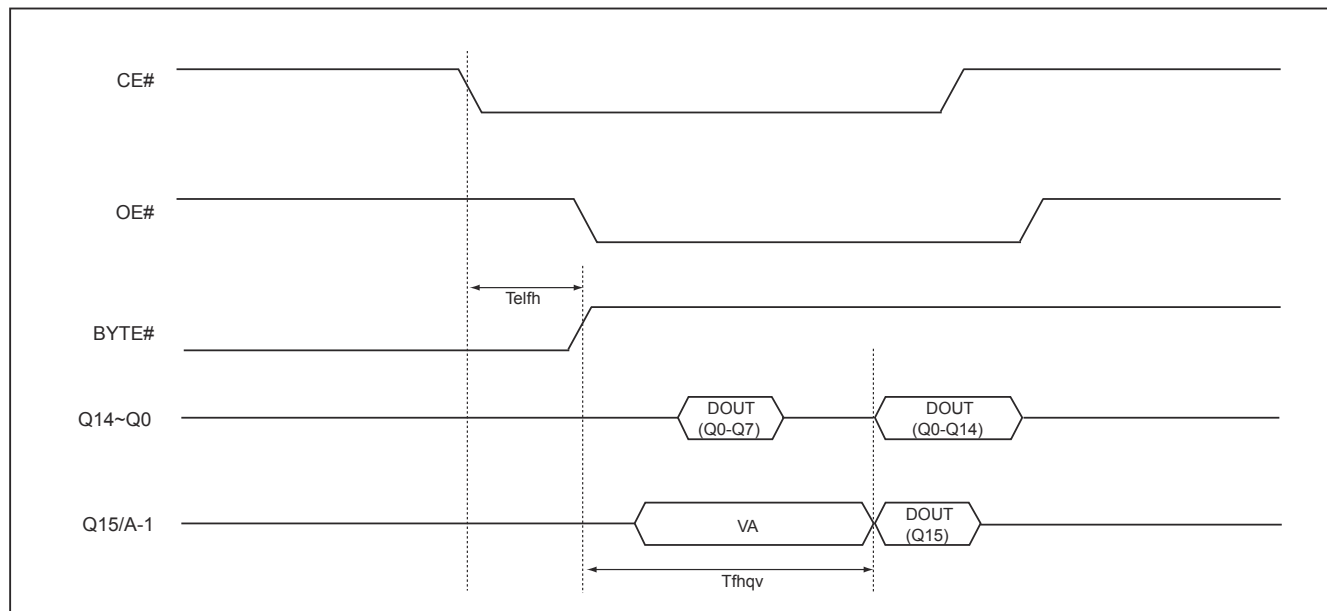 CE#
OE#
Telfh
BYTE#
Q14~Q0
DOUT
(Q0-Q7)
DOUT
(Q0-Q14)
Q15/A-1
VA
DOUT
(Q15)
Tfhqv